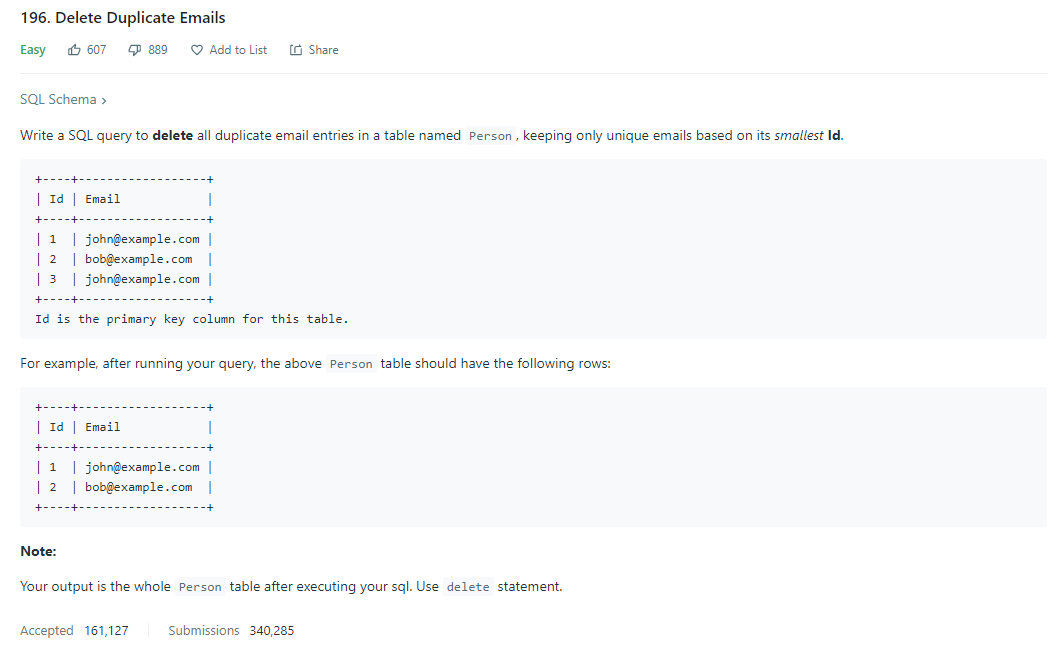 196. Delete Duplicate Emails
Easy 607 889 Add to List Share
SQL Schema ›
Write a SQL query to delete all duplicate email entries in a table named Person, keeping only unique emails based on its smallest Id.
+----+------------------+
| Id | Email            |
+----+------------------+
| 1  | john@example.com |
| 2  | bob@example.com  |
| 3  | john@example.com |
+----+------------------+
Id is the primary key column for this table.
For example, after running your query, the above Person table should have the following rows:
+----+------------------+
| Id | Email            |
+----+------------------+
| 1  | john@example.com |
| 2  | bob@example.com  |
+----+------------------+
Note:
Your output is the whole Person table after executing your sql. Use delete statement.
Accepted 161,127 Submissions 340,285